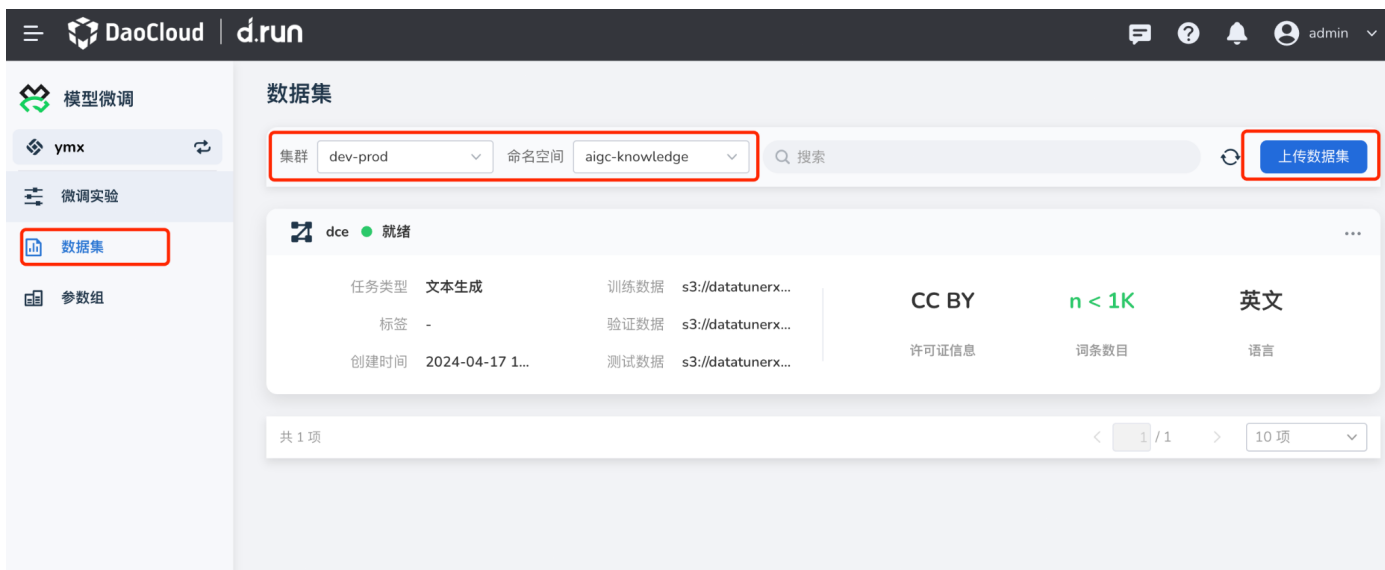 DaoCloud | d.run admin
模型微调
ymx
微调实验
数据集
参数组
数据集
集群 dev-prod 命名空间 aigc-knowledge 搜索 上传数据集
dce 就绪 ...
任务类型 文本生成 训练数据 s3://datatunerx...
标签 - 验证数据 s3://datatunerx...
创建时间 2024-04-17 1... 测试数据 s3://datatunerx...
CC BY n < 1K 英文
许可证信息 词条数目 语言
共 1 项 < 1 / 1 > 10 项